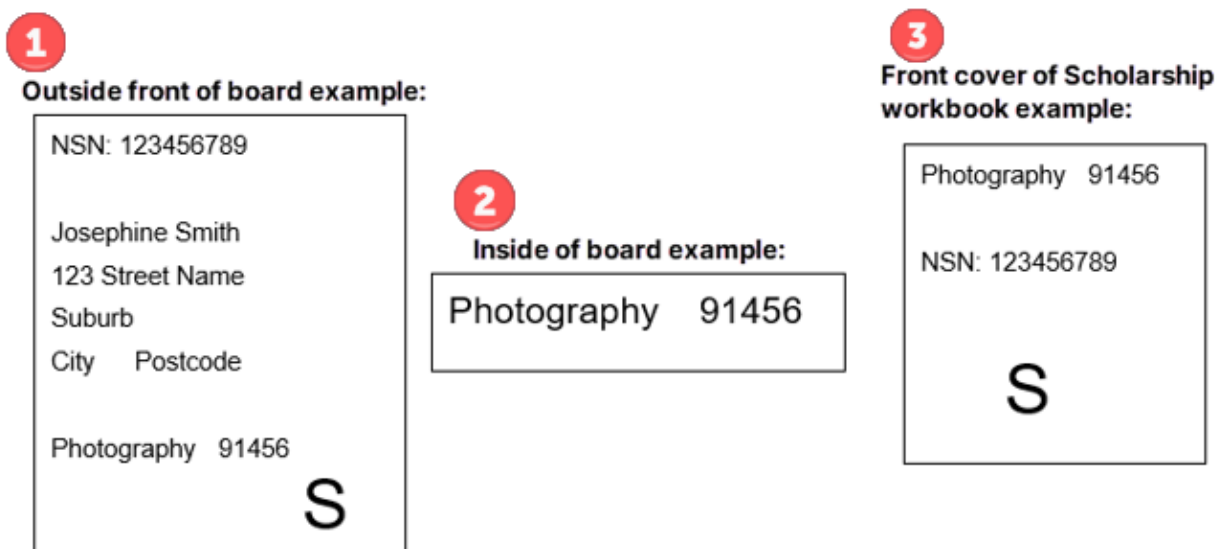 1
Outside front of board example:
NSN: 123456789
Josephine Smith
123 Street Name
Suburb
City Postcode
Photography 91456
S
2
Inside of board example:
Photography 91456
3
Front cover of Scholarship
workbook example:
Photography 91456
NSN: 123456789
S